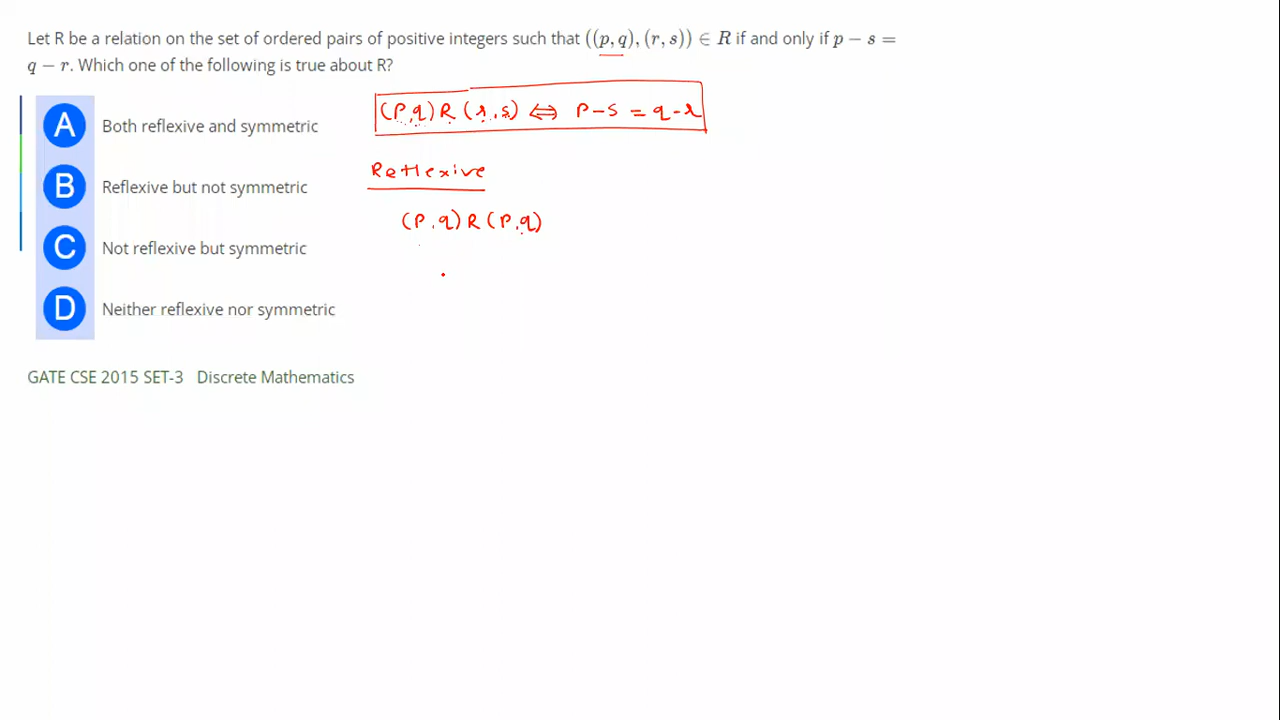 Let R be a relation on the set of ordered pairs of positive integers such that ((p, q), (r, s)) ∈ R if and only if p − s =
q − r. Which one of the following is true about R?
(P,q) R (r,s) ⇔ P-s = q-r
A Both reflexive and symmetric
Reflexive
B Reflexive but not symmetric
(P,q) R (P,q)
C Not reflexive but symmetric
D Neither reflexive nor symmetric
GATE CSE 2015 SET-3 Discrete Mathematics